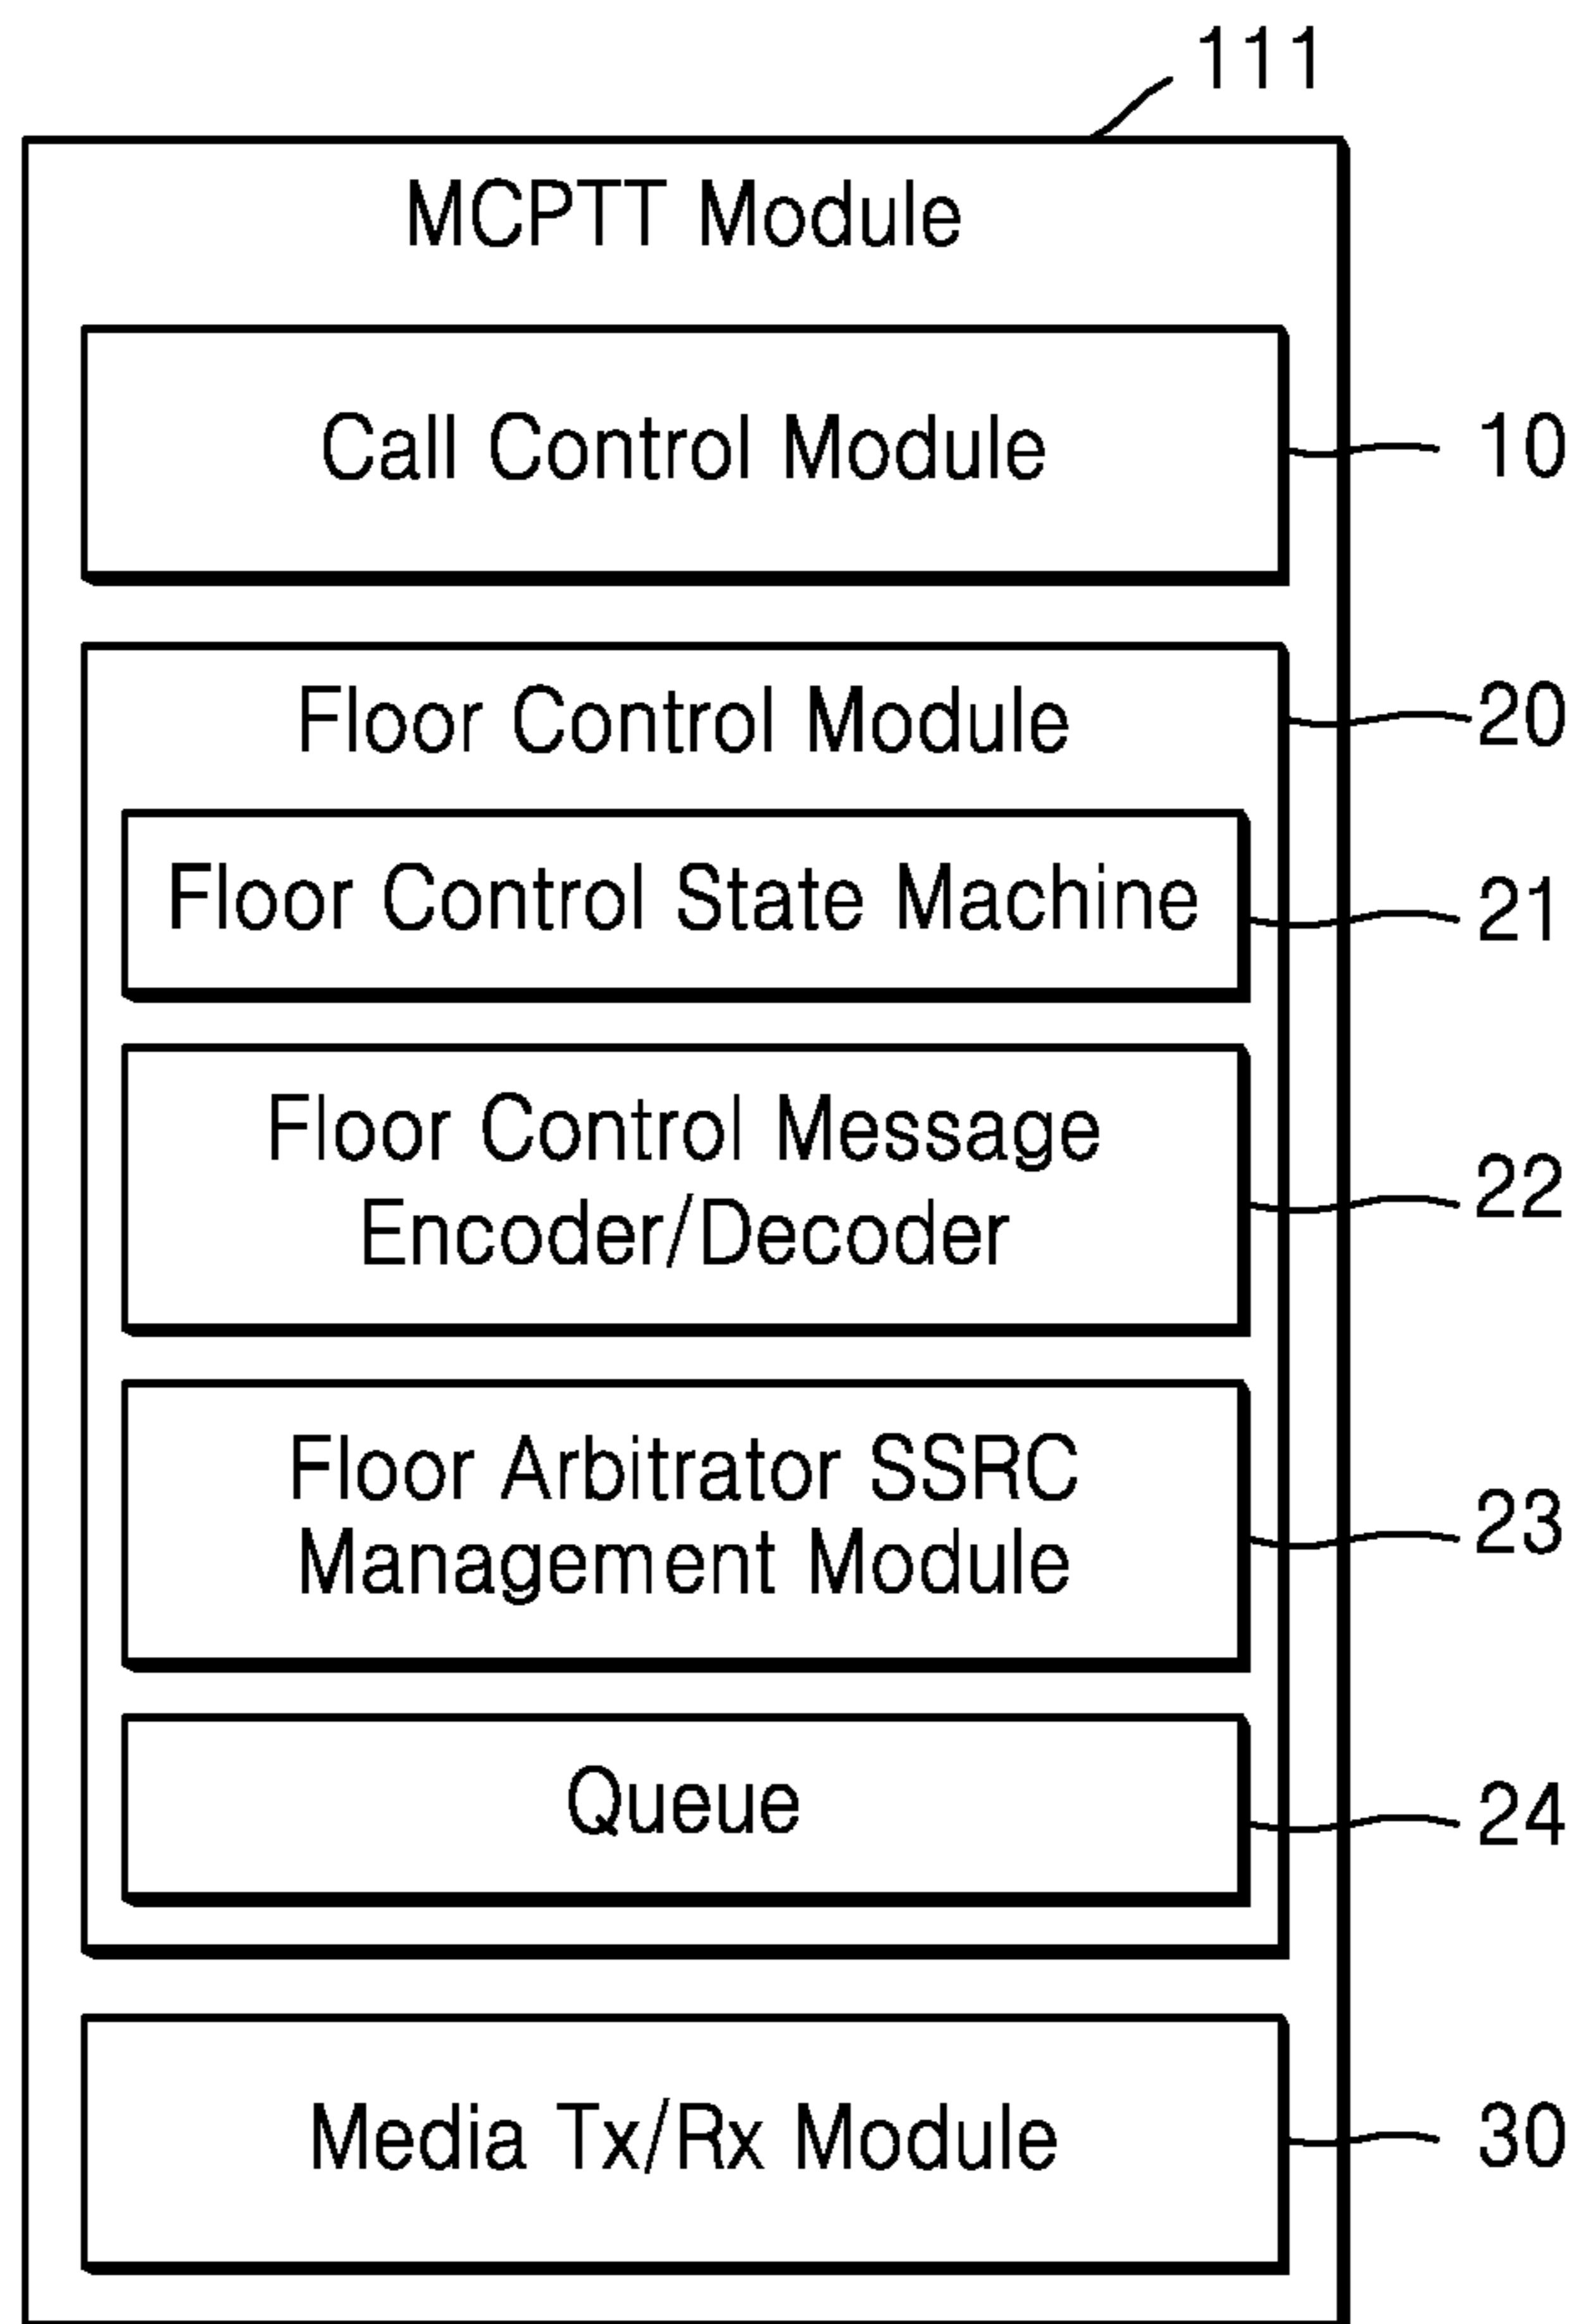 111
MCPTT Module
Call Control Module
10
Floor Control Module
20
Floor Control State Machine
21
Floor Control Message
Encoder/Decoder
22
Floor Arbitrator SSRC
Management Module
23
Queue
24
Media Tx/Rx Module
30